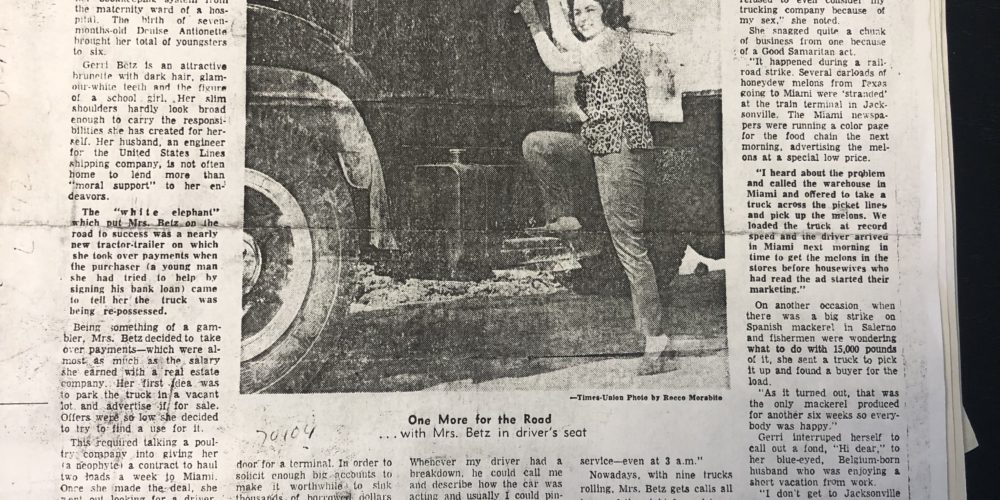 the maternity ward of a hos-
pital. The birth of seven-
months-old Denise Antionette
brought her total of youngsters
to six.
Gerri Betz is an attractive
brunette with dark hair, glam-
our-white teeth and the figure
of a school girl. Her slim
shoulders hardly look broad
enough to carry the responsi-
bilities she has created for her-
self. Her husband, an engineer
for the United States Lines
shipping company, is not often
home to lend more than
"moral support" to her en-
deavors.
The "white elephant"
which put Mrs. Betz on the
road to success was a nearly
new tractor-trailer on which
she took over payments when
the purchaser (a young man
she had tried to help by
signing his bank loan) came
to tell her the truck was
being re-possessed.
Being something of a gam-
bler, Mrs. Betz decided to take
over payments—which were al-
most as much as the salary
she earned with a real estate
company. Her first idea was
to park the truck in a vacant
lot and advertise it for sale.
Offers were so low she decided
to try to find a use for it.
This required talking a poul-
try company into giving her
(a neophyte) a contract to haul
two loads a week to Miami.
Once she made the deal, she
went out looking for a driver
—Times-Union Photo by Rocco Morabito
One More for the Road
. . . with Mrs. Betz in driver's seat
70104
door for a terminal. In order to
solicit enough big accounts to
make it worthwhile to sink
thousands of borrowed dollars
Whenever my driver had a
breakdown, he could call me
and describe how the car was
acting and usually I could pin-
service—even at 3 a.m."
Nowadays, with nine trucks
rolling, Mrs. Betz gets calls all
refused to even consider my
trucking company because of
my sex," she noted.
She snagged quite a chunk
of business from one because
of a Good Samaritan act.
"It happened during a rail-
road strike. Several carloads of
honeydew melons from Texas
going to Miami were 'stranded'
at the train terminal in Jack-
sonville. The Miami newspa-
pers were running a color page
for the food chain the next
morning, advertising the mel-
ons at a special low price.
"I heard about the problem
and called the warehouse in
Miami and offered to take a
truck across the picket lines
and pick up the melons. We
loaded the truck at record
speed and the driver arrived
in Miami next morning in
time to get the melons in the
stores before housewives who
had read the ad started their
marketing."
On another occasion when
there was a big strike on
Spanish mackerel in Salerno
and fishermen were wondering
what to do with 15,000 pounds
of it, she sent a truck to pick
it up and found a buyer for the
load.
"As it turned out, that was
the only mackerel produced
for another six weeks so every-
body was happy."
Gerri interruped herself to
call out a fond, "Hi dear," to
her blue-eyed, Belgium-born
husband who was enjoying a
short vacation from work.
"I don't get to Jacksonville